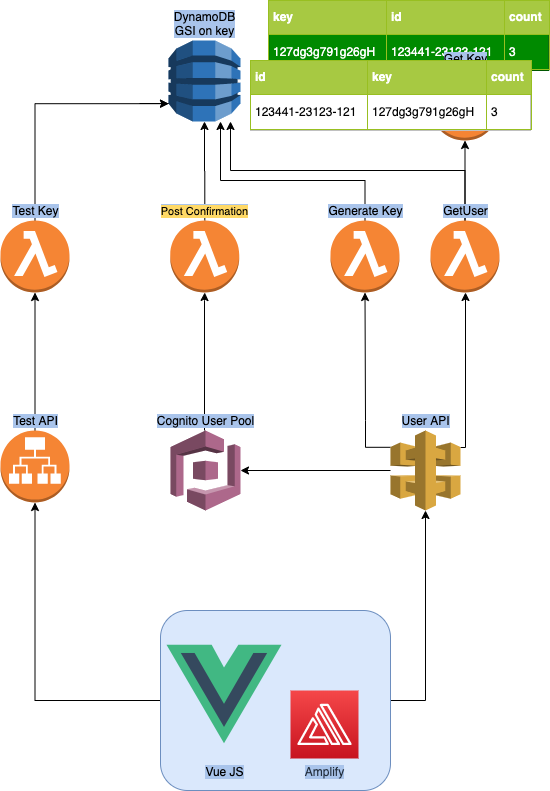 DynamoDB
GSI on key
key id count
127dg3g791g26gH 123441-23123-121 3
Get Key
id key count
123441-23123-121 127dg3g791g26gH 3
Test Key
Post Confirmation
Generate Key
GetUser
Test API
Cognito User Pool
User API
Vue JS
Amplify